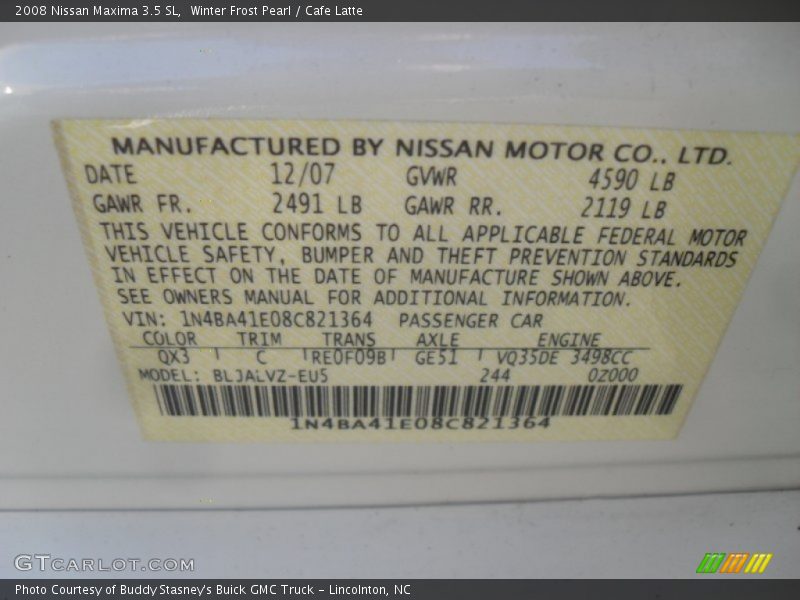 2008 Nissan Maxima 3.5 SL, Winter Frost Pearl / Cafe Latte
MANUFACTURED BY NISSAN MOTOR CO., LTD.
DATE 12/07 GVWR 4590 LB
GAWR FR. 2491 LB GAWR RR. 2119 LB
THIS VEHICLE CONFORMS TO ALL APPLICABLE FEDERAL MOTOR
VEHICLE SAFETY, BUMPER AND THEFT PREVENTION STANDARDS
IN EFFECT ON THE DATE OF MANUFACTURE SHOWN ABOVE.
SEE OWNERS MANUAL FOR ADDITIONAL INFORMATION.
VIN: 1N4BA41E08C821364 PASSENGER CAR
COLOR TRIM TRANS AXLE ENGINE
QX3 C RE0F09B GE51 VQ35DE 3498CC
MODEL: BLJALVZ-EU5 244 0Z000
1N4BA41E08C821364
GTCARLOT.COM
Photo Courtesy of Buddy Stasney's Buick GMC Truck - Lincolnton, NC